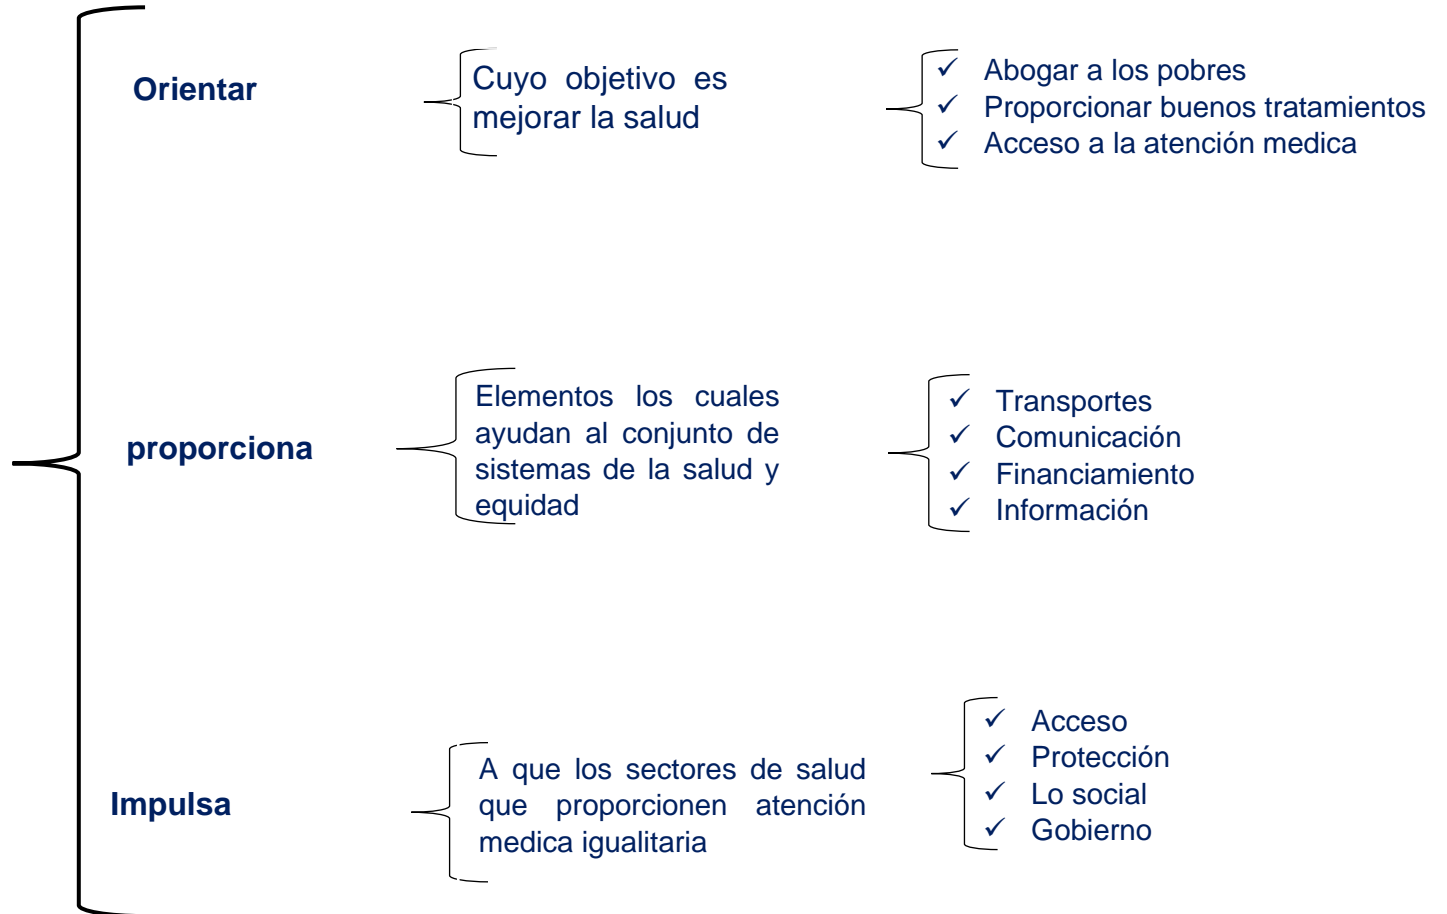 Orientar
Cuyo objetivo es
mejorar la salud
✓ Abogar a los pobres
✓ Proporcionar buenos tratamientos
✓ Acceso a la atención medica
proporciona
Elementos los cuales
ayudan al conjunto de
sistemas de la salud y
equidad
✓ Transportes
✓ Comunicación
✓ Financiamiento
✓ Información
Impulsa
A que los sectores de salud
que proporcionen atención
medica igualitaria
✓ Acceso
✓ Protección
✓ Lo social
✓ Gobierno